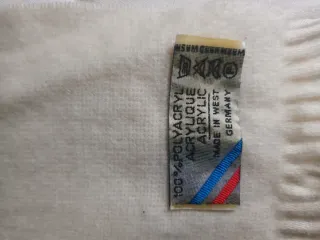 100%POLYACRYL
ACRYLIQUE
ACRYLIC
MADE IN WEST
GERMANY